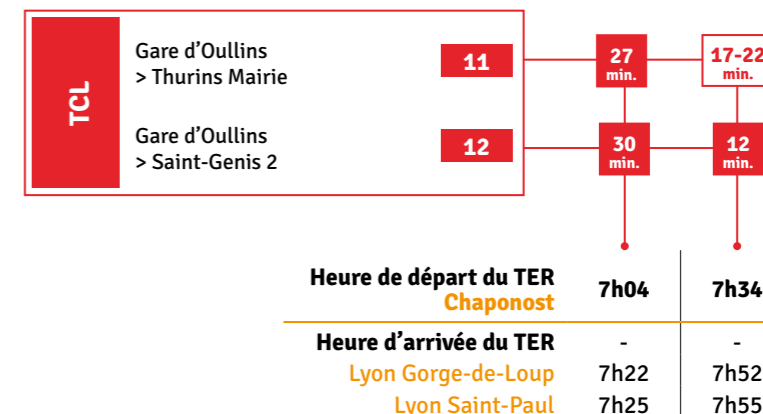 TCL
Gare d'Oullins
> Thurins Mairie
11
27
min.
17-22
min.
Gare d'Oullins
> Saint-Genis 2
12
30
min.
12
min.
Heure de départ du TER
Chaponost
7h04
7h34
Heure d'arrivée du TER
-
-
Lyon Gorge-de-Loup
7h22
7h52
Lyon Saint-Paul
7h25
7h55